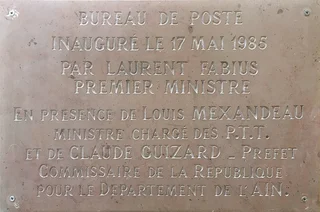 BUREAU DE POSTE
INAUGURÉ LE 17 MAI 1985
PAR LAURENT FABIUS
PREMIER MINISTRE
EN PRÉSENCE DE LOUIS MEXANDEAU
MINISTRE CHARGÉ DES P.T.T.
ET DE CLAUDE GUIZARD _ PRÉFET
COMMISSAIRE DE LA RÉPUBLIQUE
POUR LE DÉPARTEMENT DE L'AIN.